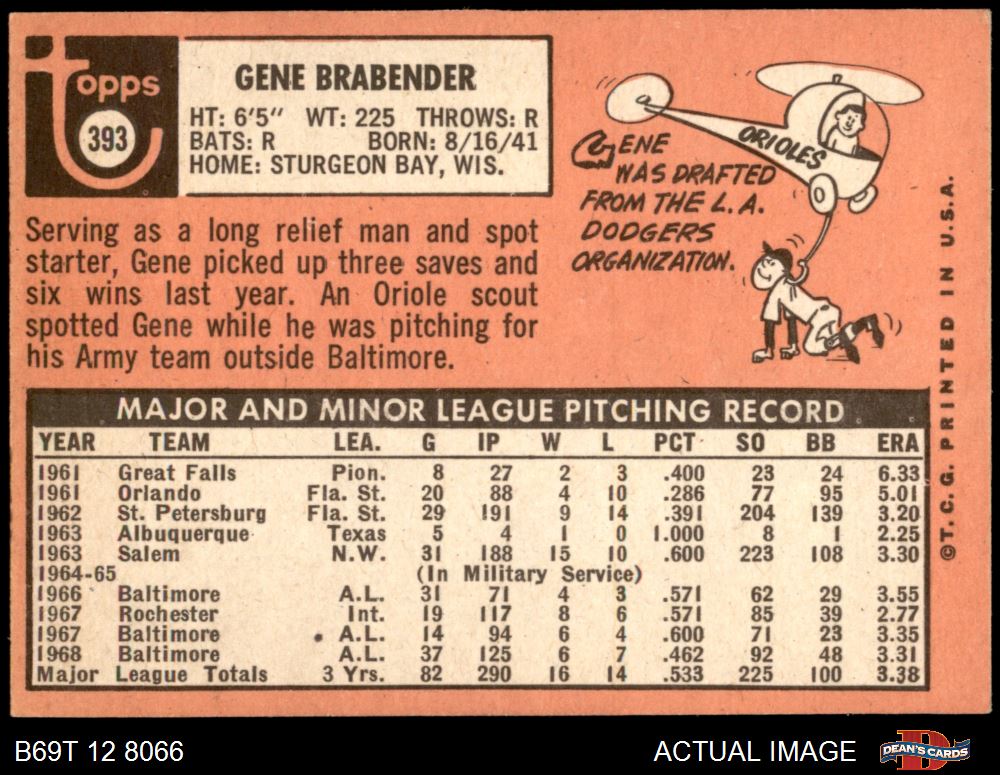 Topps
393
GENE BRABENDER
HT: 6'5" WT: 225 THROWS: R
BATS: R BORN: 8/16/41
HOME: STURGEON BAY, WIS.
Serving as a long relief man and spot
starter, Gene picked up three saves and
six wins last year. An Oriole scout
spotted Gene while he was pitching for
his Army team outside Baltimore.
ORIOLES
GENE
WAS DRAFTED
FROM THE L.A.
DODGERS
ORGANIZATION.
©T.C.G. PRINTED IN U.S.A.
MAJOR AND MINOR LEAGUE PITCHING RECORD
YEAR TEAM LEA. G IP W L PCT SO BB ERA
1961 Great Falls Pion. 8 27 2 3 .400 23 24 6.33
1961 Orlando Fla. St. 20 88 4 10 .286 77 95 5.01
1962 St. Petersburg Fla. St. 29 191 9 14 .391 204 139 3.20
1963 Albuquerque Texas 5 4 1 0 1.000 8 1 2.25
1963 Salem N.W. 31 188 15 10 .600 223 108 3.30
1964-65 (In Military Service)
1966 Baltimore A.L. 31 71 4 3 .571 62 29 3.55
1967 Rochester Int. 19 117 8 6 .571 85 39 2.77
1967 Baltimore A.L. 14 94 6 4 .600 71 23 3.35
1968 Baltimore A.L. 37 125 6 7 .462 92 48 3.31
Major League Totals 3 Yrs. 82 290 16 14 .533 225 100 3.38
B69T 12 8066
ACTUAL IMAGE
DEAN'S CARDS